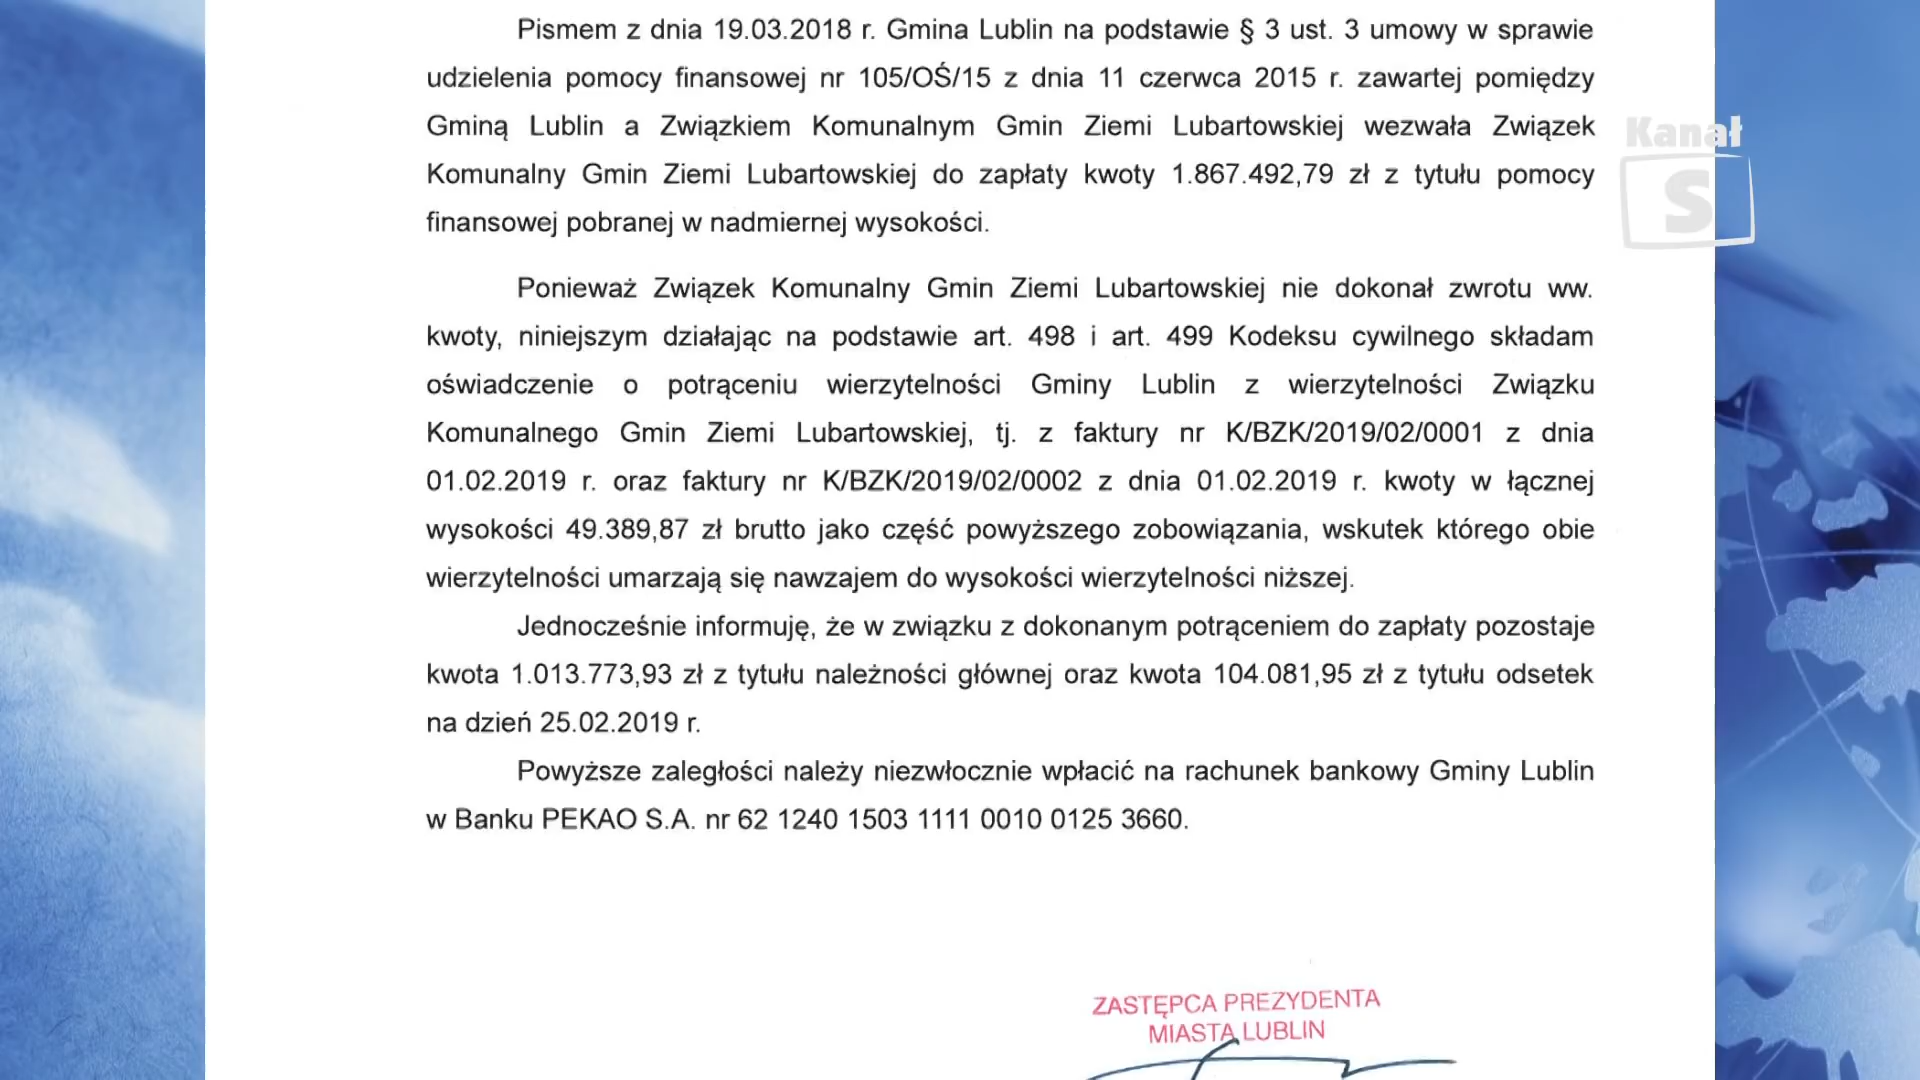 Pismem z dnia 19.03.2018 r. Gmina Lublin na podstawie § 3 ust. 3 umowy w sprawie
udzielenia pomocy finansowej nr 105/OŚ/15 z dnia 11 czerwca 2015 r. zawartej pomiędzy
Gminą Lublin a Związkiem Komunalnym Gmin Ziemi Lubartowskiej wezwała Związek
Komunalny Gmin Ziemi Lubartowskiej do zapłaty kwoty 1.867.492,79 zł z tytułu pomocy
finansowej pobranej w nadmiernej wysokości.
Ponieważ Związek Komunalny Gmin Ziemi Lubartowskiej nie dokonał zwrotu ww.
kwoty, niniejszym działając na podstawie art. 498 i art. 499 Kodeksu cywilnego składam
oświadczenie o potrąceniu wierzytelności Gminy Lublin z wierzytelności Związku
Komunalnego Gmin Ziemi Lubartowskiej, tj. z faktury nr K/BZK/2019/02/0001 z dnia
01.02.2019 r. oraz faktury nr K/BZK/2019/02/0002 z dnia 01.02.2019 r. kwoty w łącznej
wysokości 49.389,87 zł brutto jako część powyższego zobowiązania, wskutek którego obie
wierzytelności umarzają się nawzajem do wysokości wierzytelności niższej.
Jednocześnie informuję, że w związku z dokonanym potrąceniem do zapłaty pozostaje
kwota 1.013.773,93 zł z tytułu należności głównej oraz kwota 104.081,95 zł z tytułu odsetek
na dzień 25.02.2019 r.
Powyższe zaległości należy niezwłocznie wpłacić na rachunek bankowy Gminy Lublin
w Banku PEKAO S.A. nr 62 1240 1503 1111 0010 0125 3660.
ZASTĘPCA PREZYDENTA
MIASTA LUBLIN
Kanał
S